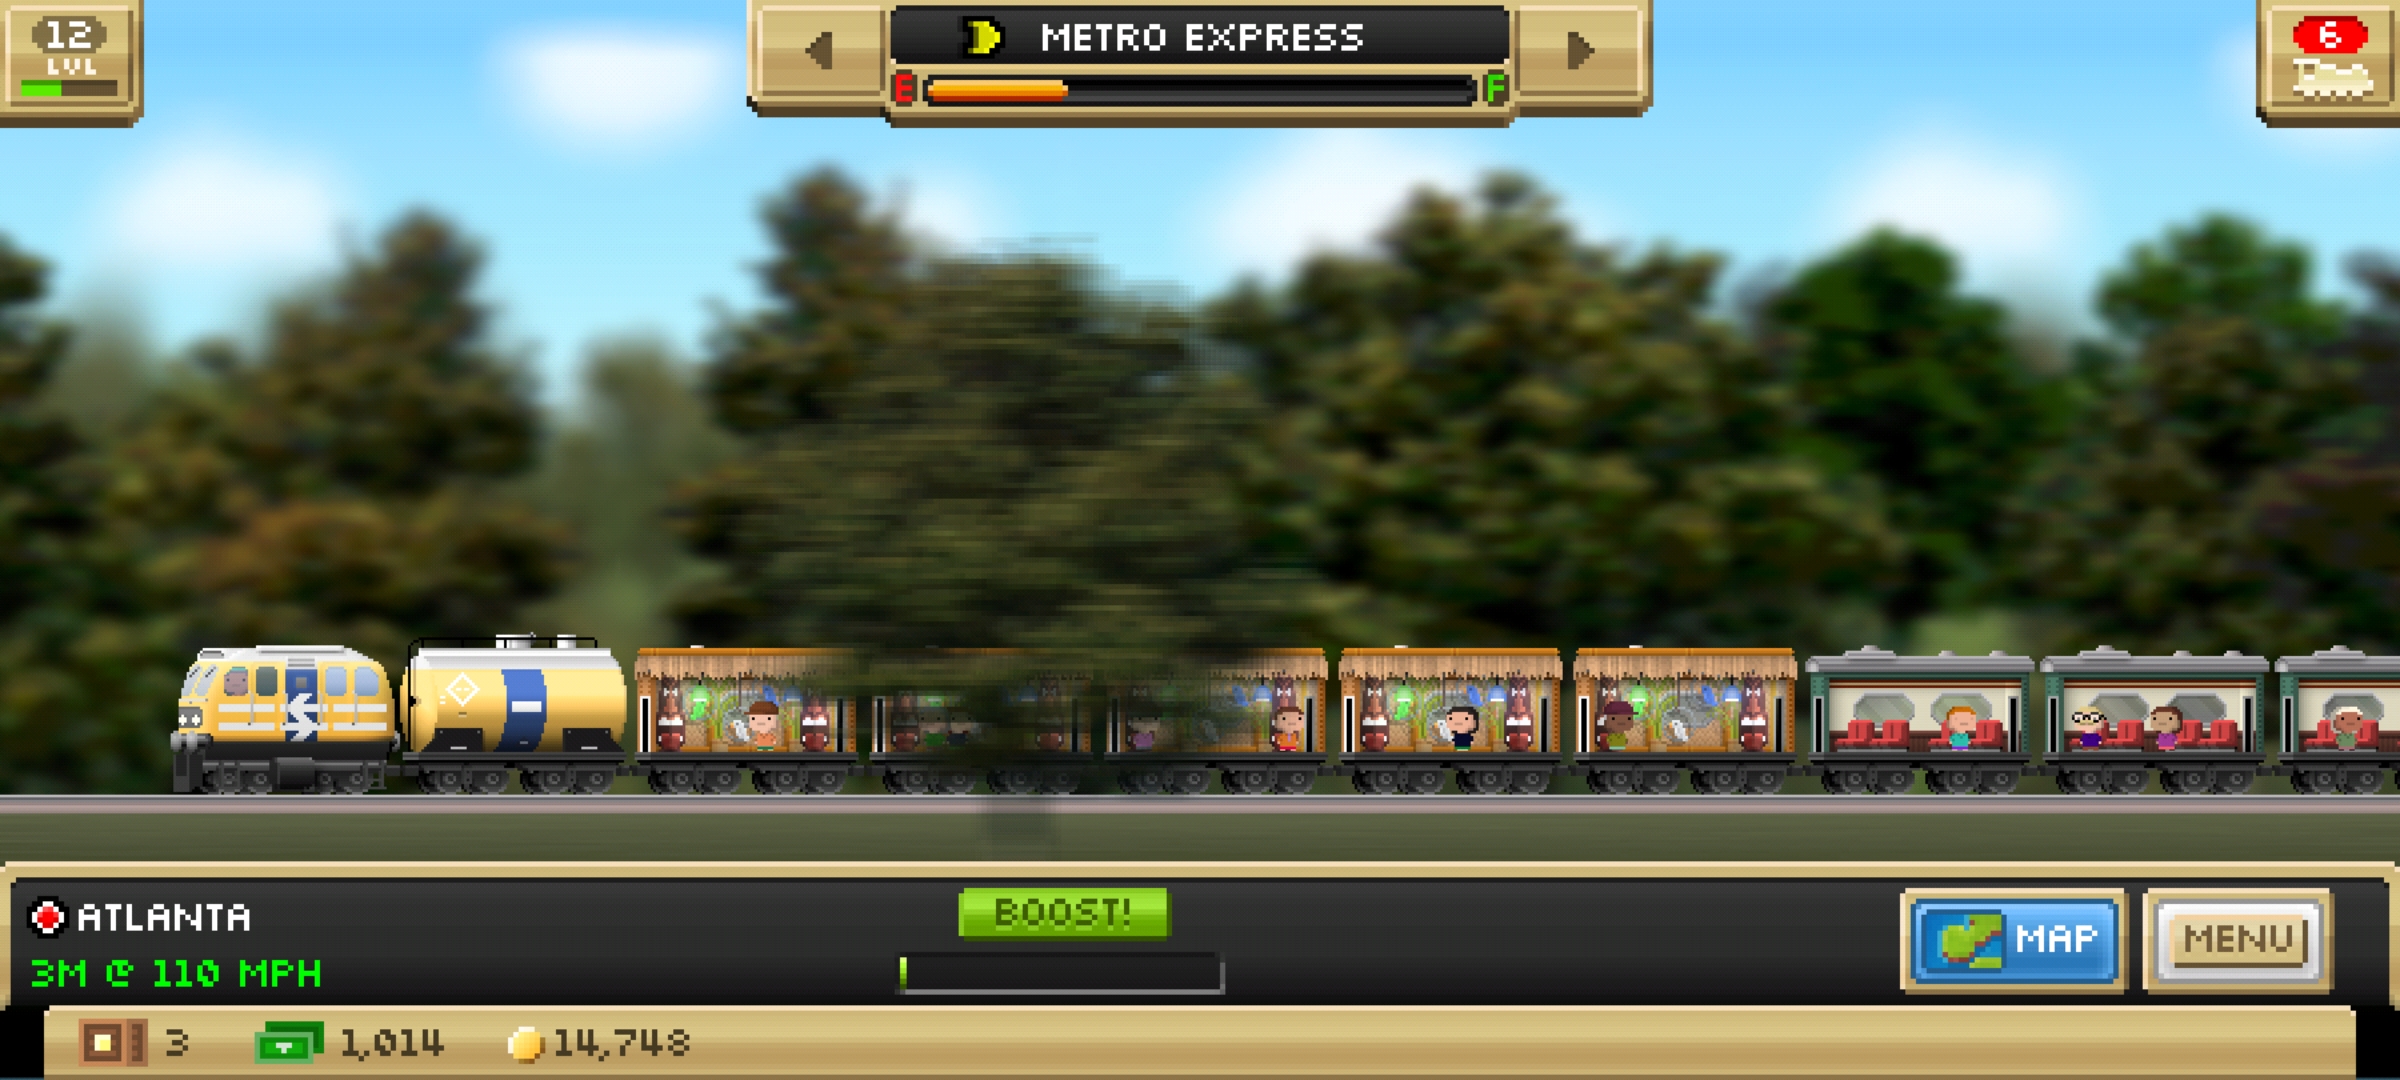 12
LVL
METRO EXPRESS
E F
6
ATLANTA
3M @ 110 MPH
BOOST!
MAP
MENU
3 1,014 14,748